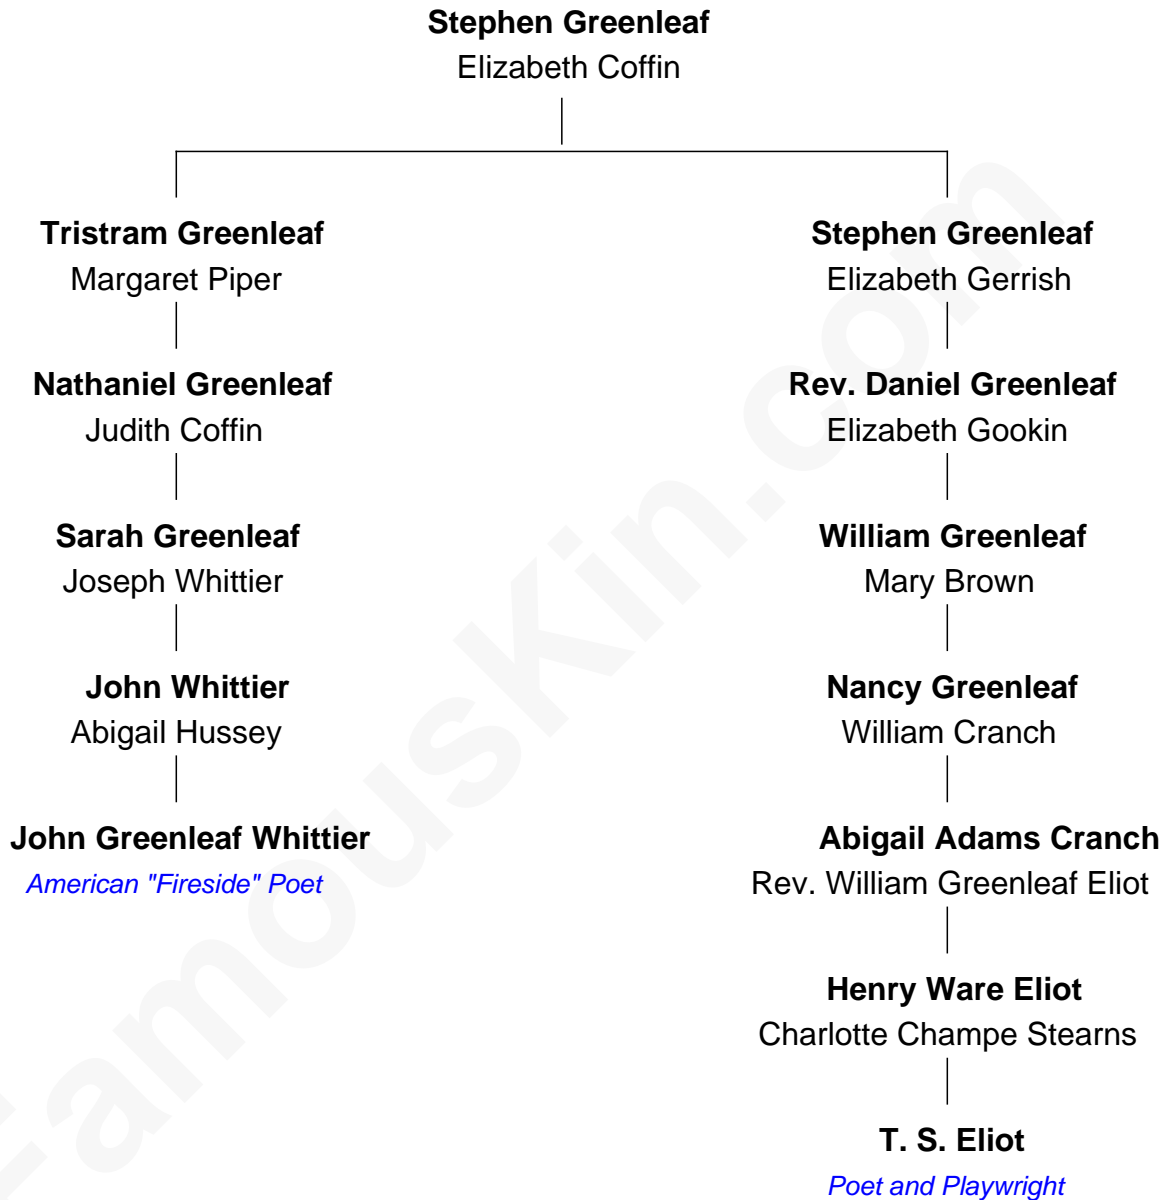 Stephen Greenleaf
Elizabeth Coffin
Tristram Greenleaf
Margaret Piper
Nathaniel Greenleaf
Judith Coffin
Sarah Greenleaf
Joseph Whittier
John Whittier
Abigail Hussey
John Greenleaf Whittier
American "Fireside" Poet
Stephen Greenleaf
Elizabeth Gerrish
Rev. Daniel Greenleaf
Elizabeth Gookin
William Greenleaf
Mary Brown
Nancy Greenleaf
William Cranch
Abigail Adams Cranch
Rev. William Greenleaf Eliot
Henry Ware Eliot
Charlotte Champe Stearns
T. S. Eliot
Poet and Playwright
FamousKin.com